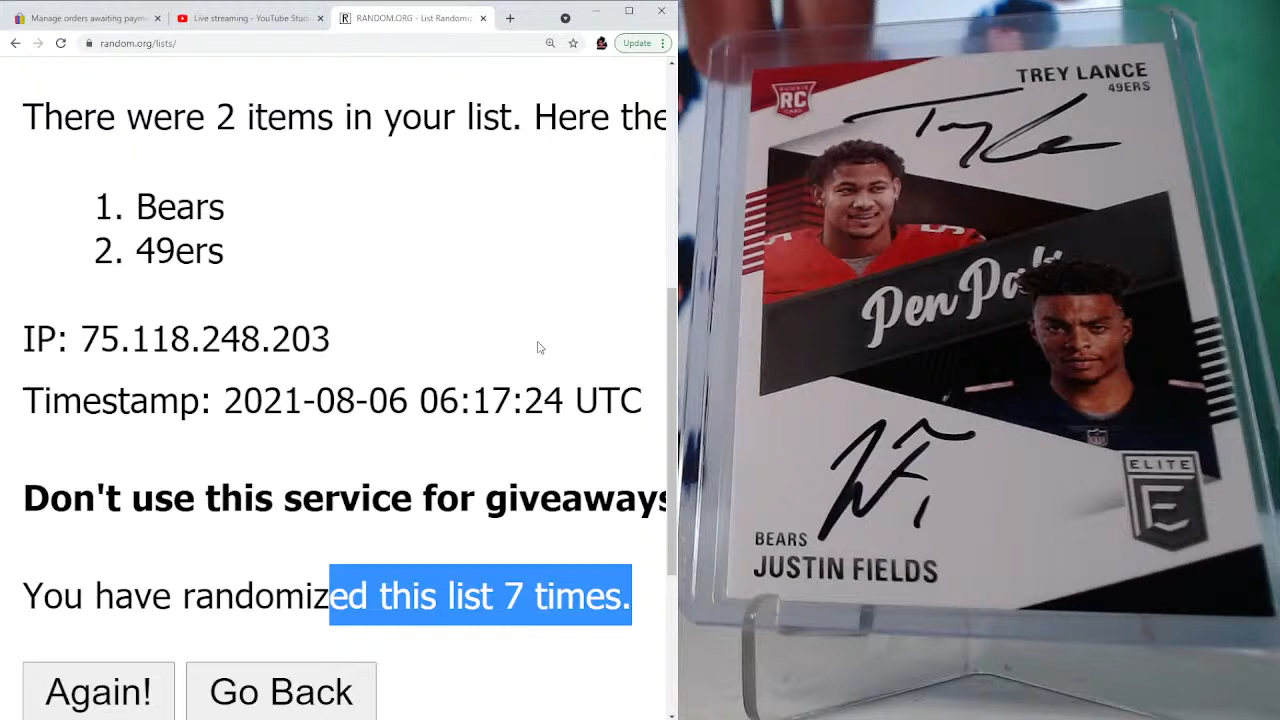 Manage orders awaiting paym
Live streaming - YouTube Stud
RANDOM.ORG - List Randomi
random.org/lists/
Update
There were 2 items in your list. Here the
1. Bears
2. 49ers
IP: 75.118.248.203
Timestamp: 2021-08-06 06:17:24 UTC
Don't use this service for giveaways
You have randomized this list 7 times.
Again!
Go Back
TREY LANCE
49ERS
RC
Pen Pals
BEARS
JUSTIN FIELDS
ELITE
E